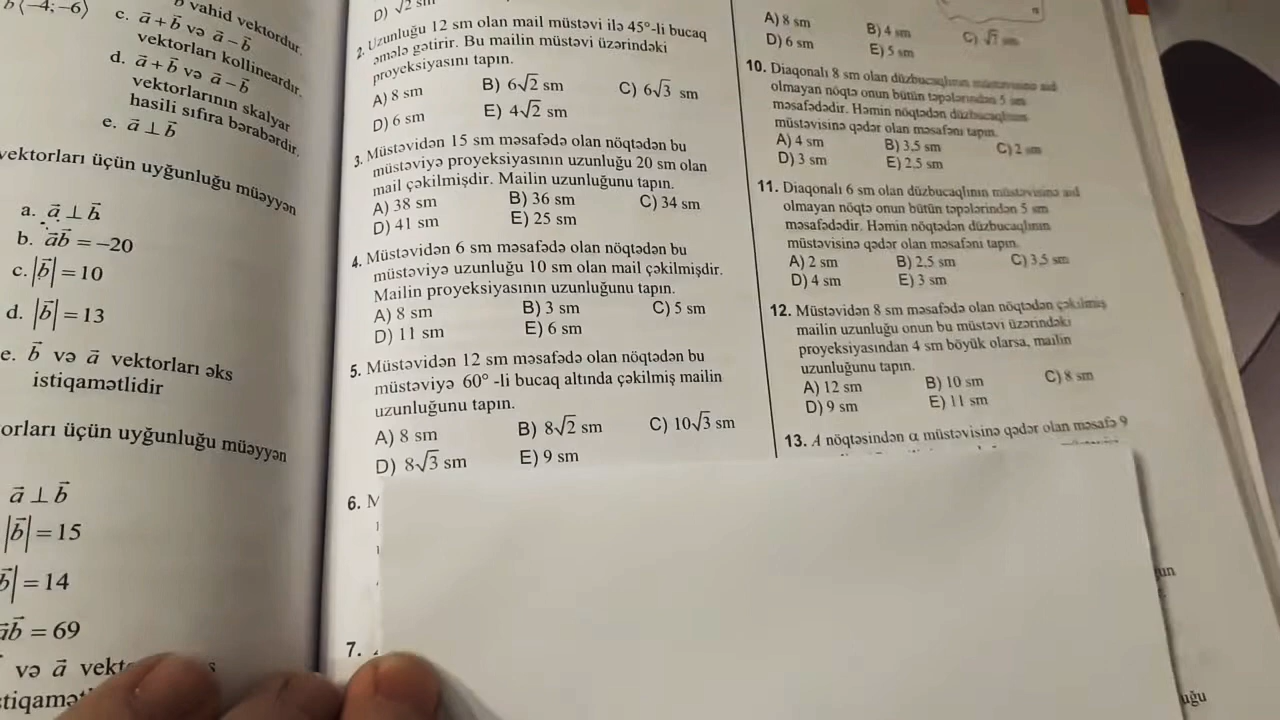 b⃗(−4;−6)
b vahid vektordur.
c. a⃗+b⃗ və a⃗−b⃗
vektorları kollineardır.
d. a⃗+b⃗ və a⃗−b⃗
vektorlarının skalyar
hasili sıfıra bərabərdir.
e. a⃗⊥b⃗
vektorları üçün uyğunluğu müəyyən
a. a⃗⊥b⃗
b. a⃗b⃗ = −20
c. |b⃗| = 10
d. |b⃗| = 13
e. b⃗ və a⃗ vektorları əks
istiqamətlidir
orları üçün uyğunluğu müəyyən
a⃗⊥b⃗
|b⃗| = 15
b⃗| = 14
a⃗b⃗ = 69
və a⃗
D) √2 sm
2. Uzunluğu 12 sm olan mail müstəvi ilə 45°-li bucaq
əmələ gətirir. Bu mailin müstəvi üzərindəki
proyeksiyasını tapın.
A) 8 sm B) 6√2 sm C) 6√3 sm
D) 6 sm E) 4√2 sm
3. Müstəvidən 15 sm məsafədə olan nöqtədən bu
müstəviyə proyeksiyasının uzunluğu 20 sm olan
mail çəkilmişdir. Mailin uzunluğunu tapın.
A) 38 sm B) 36 sm C) 34 sm
D) 41 sm E) 25 sm
4. Müstəvidən 6 sm məsafədə olan nöqtədən bu
müstəviyə uzunluğu 10 sm olan mail çəkilmişdir.
Mailin proyeksiyasının uzunluğunu tapın.
A) 8 sm B) 3 sm C) 5 sm
D) 11 sm E) 6 sm
5. Müstəvidən 12 sm məsafədə olan nöqtədən bu
müstəviyə 60° -li bucaq altında çəkilmiş mailin
uzunluğunu tapın.
A) 8 sm B) 8√2 sm C) 10√3 sm
D) 8√3 sm E) 9 sm
6. M
7.
A) 8 sm B) 4 sm C) √7 sm
D) 6 sm E) 5 sm
10. Diaqonalı 8 sm olan düzbucaqlının müstəvisinə aid
olmayan nöqtə onun bütün təpələrindən 5 sm
məsafədədir. Həmin nöqtədən düzbucaqlının
müstəvisinə qədər olan məsafəni tapın.
A) 4 sm B) 3,5 sm C) 2 sm
D) 3 sm E) 2,5 sm
11. Diaqonalı 6 sm olan düzbucaqlının müstəvisinə aid
olmayan nöqtə onun bütün təpələrindən 5 sm
məsafədədir. Həmin nöqtədən düzbucaqlının
müstəvisinə qədər olan məsafəni tapın.
A) 2 sm B) 2,5 sm C) 3,5 sm
D) 4 sm E) 3 sm
12. Müstəvidən 8 sm məsafədə olan nöqtədən çəkilmiş
mailin uzunluğu onun bu müstəvi üzərindəki
proyeksiyasından 4 sm böyük olarsa, mailin
uzunluğunu tapın.
A) 12 sm B) 10 sm C) 8 sm
D) 9 sm E) 11 sm
13. A nöqtəsindən α müstəvisinə qədər olan məsafə 9